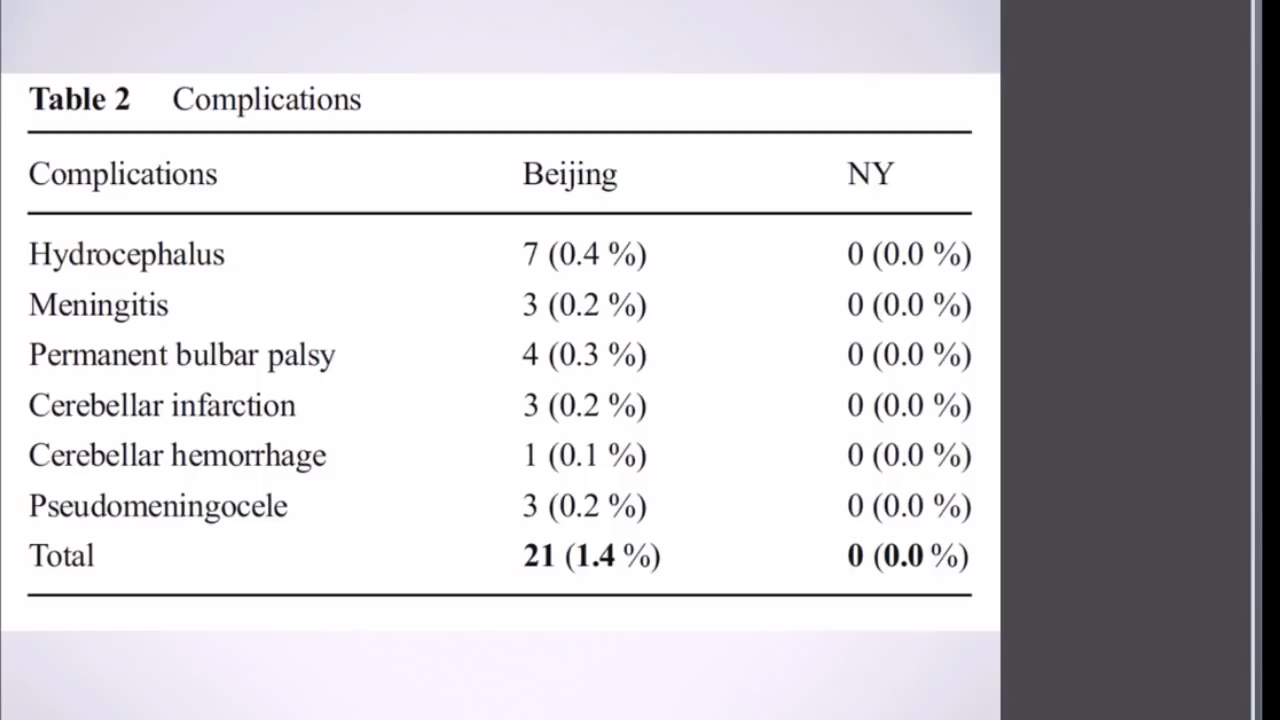 Table 2 Complications
Complications Beijing NY
Hydrocephalus 7 (0.4 %) 0 (0.0 %)
Meningitis 3 (0.2 %) 0 (0.0 %)
Permanent bulbar palsy 4 (0.3 %) 0 (0.0 %)
Cerebellar infarction 3 (0.2 %) 0 (0.0 %)
Cerebellar hemorrhage 1 (0.1 %) 0 (0.0 %)
Pseudomeningocele 3 (0.2 %) 0 (0.0 %)
Total 21 (1.4 %) 0 (0.0 %)